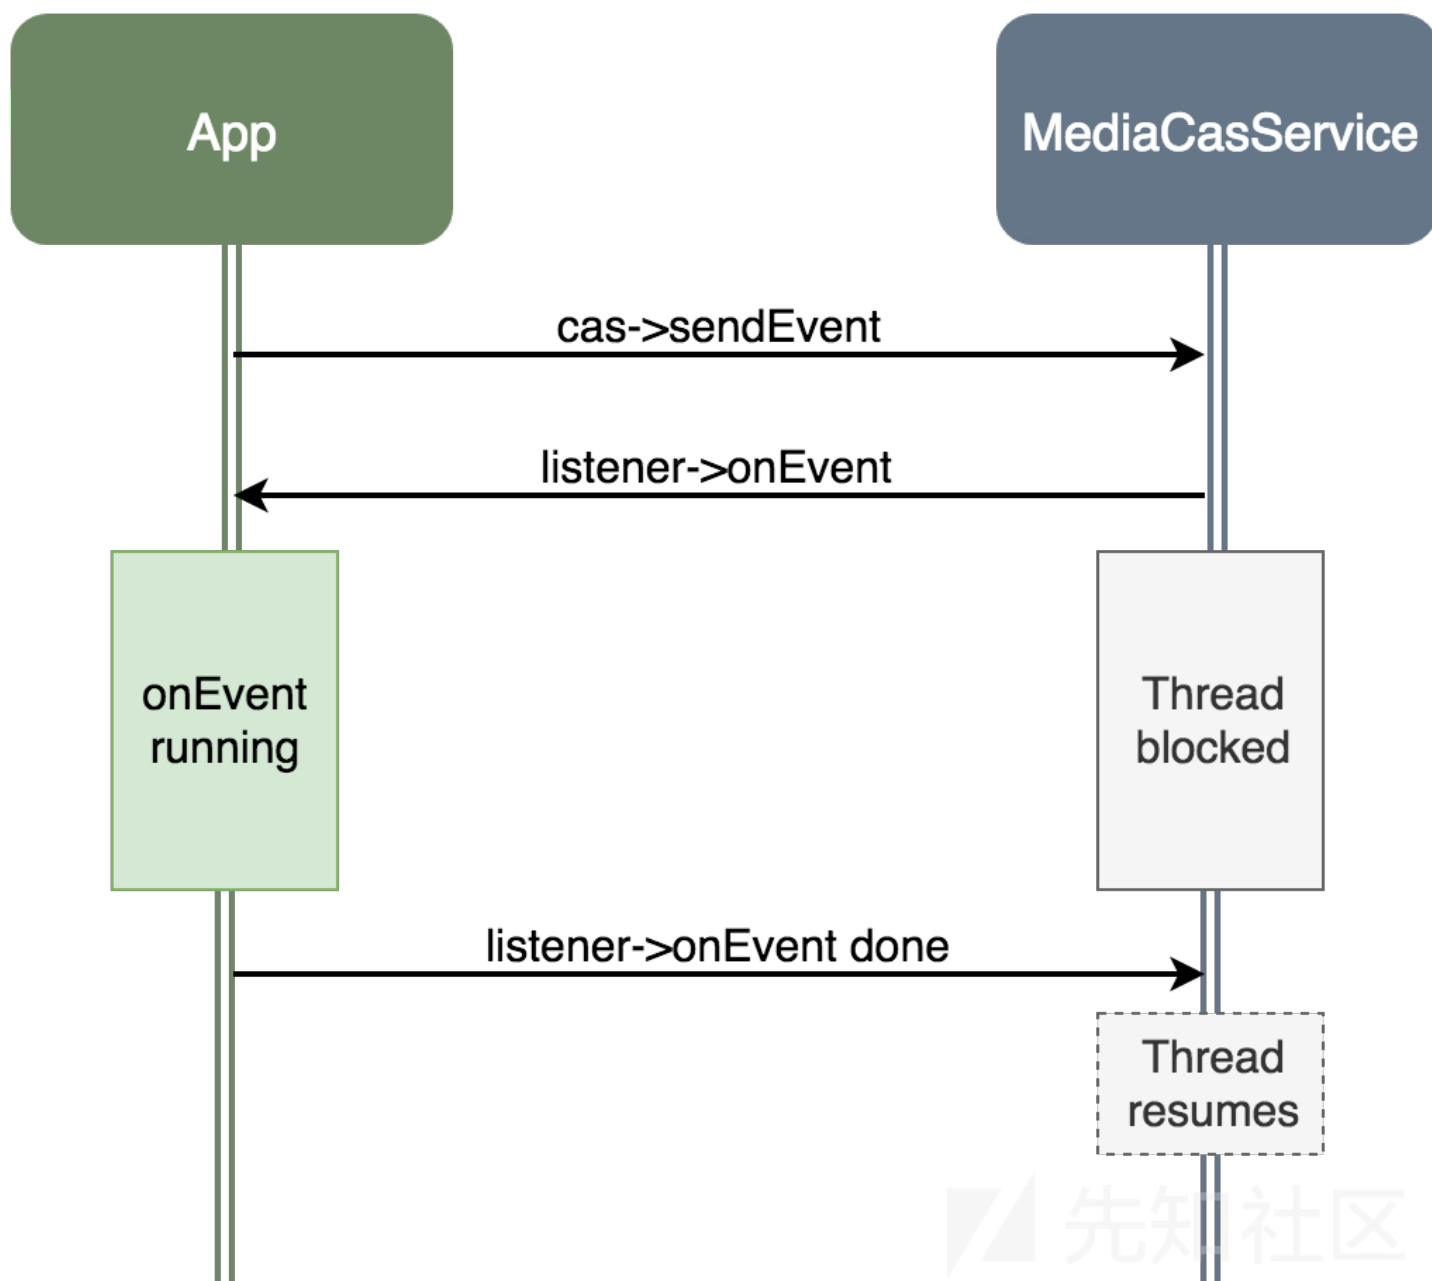 App
MediaCasService
cas->sendEvent
listener->onEvent
onEvent
running
Thread
blocked
listener->onEvent done
Thread
resumes
先知社区